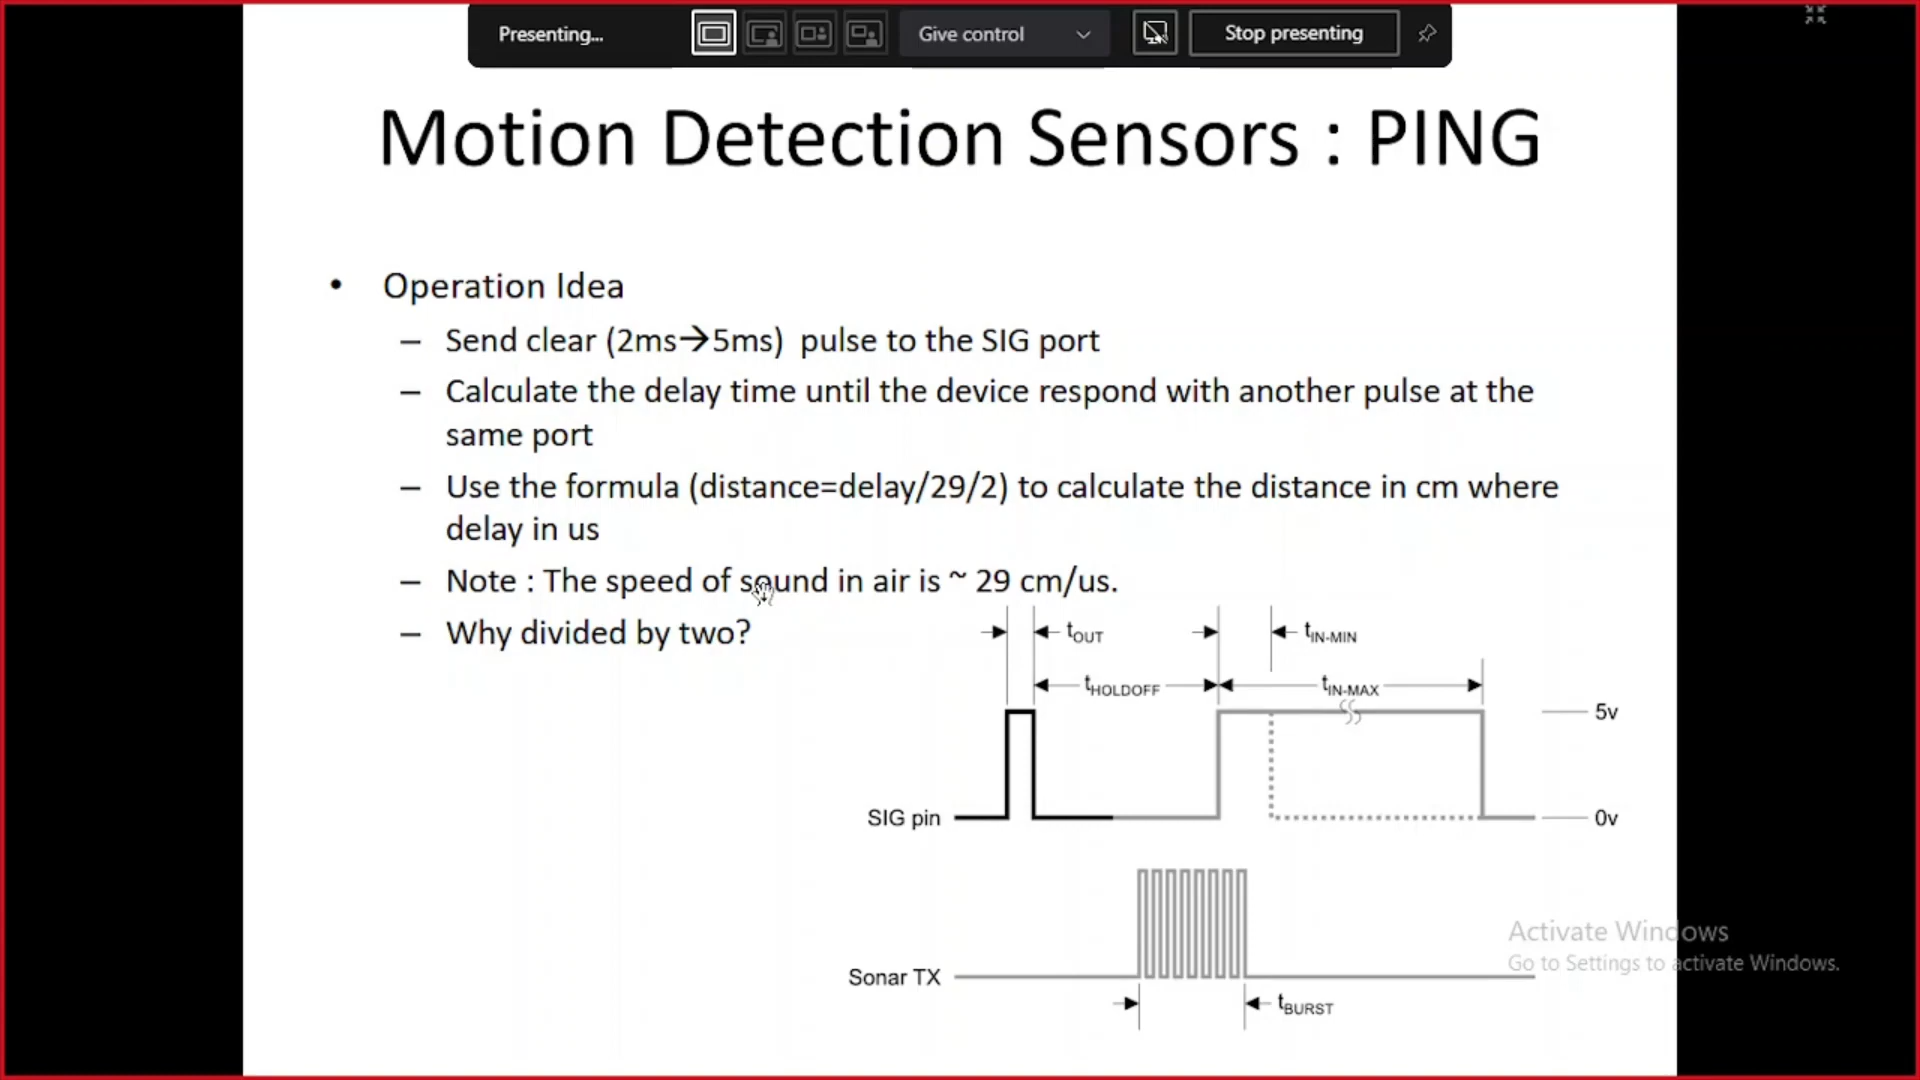 Presenting...
Give control
Stop presenting
Motion Detection Sensors : PING
• Operation Idea
– Send clear (2ms→5ms) pulse to the SIG port
– Calculate the delay time until the device respond with another pulse at the
same port
– Use the formula (distance=delay/29/2) to calculate the distance in cm where
delay in us
– Note : The speed of sound in air is ~ 29 cm/us.
– Why divided by two?
tOUT
tIN-MIN
tHOLDOFF
tIN-MAX
5v
SIG pin
0v
Activate Windows
Go to Settings to activate Windows.
Sonar TX
tBURST